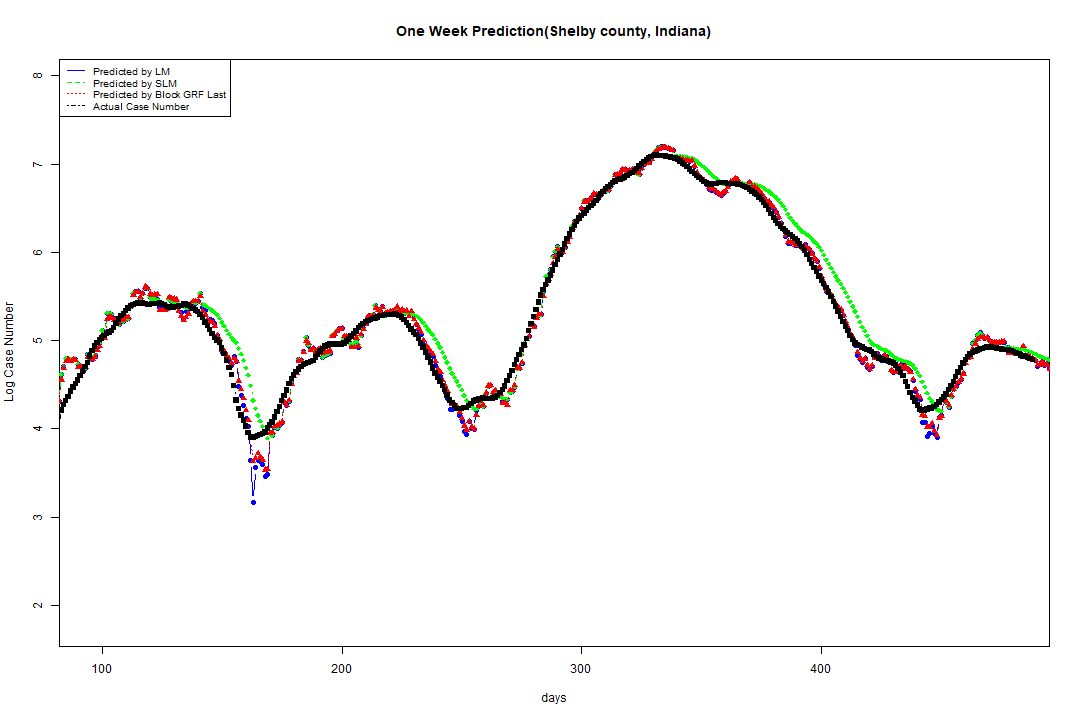 One Week Prediction(Shelby county, Indiana)
Predicted by LM
Predicted by SLM
Predicted by Block GRF Last
Actual Case Number
8
7
6
5
4
3
2
Log Case Number
100 200 300 400
days